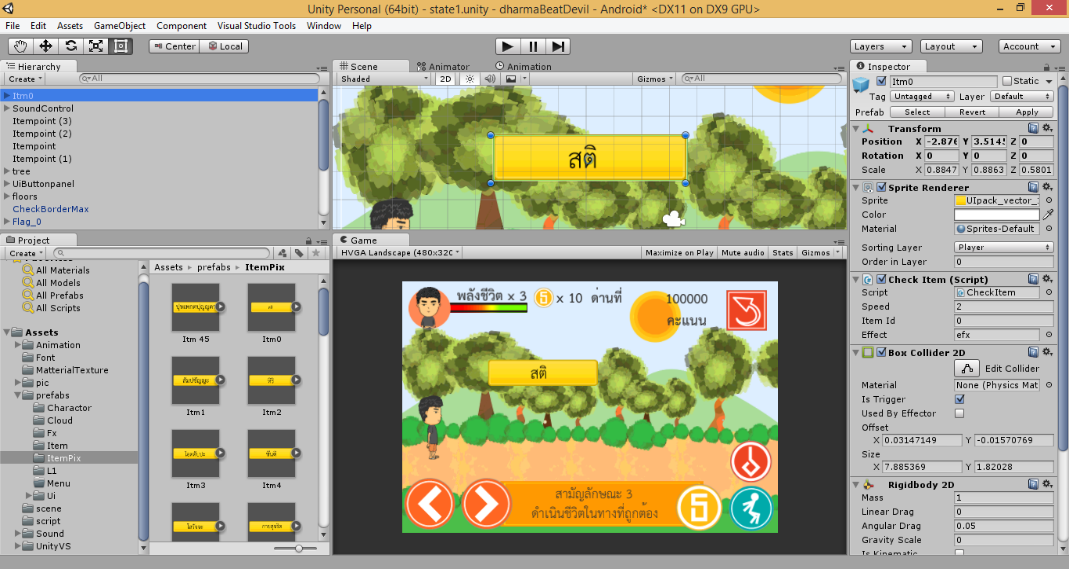 Unity Personal (64bit) - state1.unity - dharmaBeatDevil - Android* <DX11 on DX9 GPU>
File Edit Assets GameObject Component Visual Studio Tools Window Help
Center Local
Layers Layout Account
Hierarchy
Create All
Itm0
SoundControl
Itempoint (3)
Itempoint (2)
Itempoint
Itempoint (1)
tree
UiButtonpanel
floors
CheckBorderMax
Flag_0
Scene Animator Animation
Shaded 2D Gizmos All
สติ
Project
Create
All Materials
All Models
All Prefabs
All Scripts
Assets
Animation
Font
MatterialTexture
pic
prefabs
Charactor
Cloud
Fx
Item
ItemPix
L1
Menu
Ui
scene
script
Sound
UnityVS
Assets prefabs ItemPix
Itm 45 Itm0
Itm1 Itm2
Itm3 Itm4
Game
HVGA Landscape (480x32 Maximize on Play Mute audio Stats Gizmos
พลังชีวิต x 3 x 10 ด่านที่ 100000
คะแนน
สติ
สามัญลักษณะ 3
ดำเนินชีวิตในทางที่ถูกต้อง
Inspector
Itm0 Static
Tag Untagged Layer Default
Prefab Select Revert Apply
Transform
Position X -2.876 Y 3.5145 Z 0
Rotation X 0 Y 0 Z 0
Scale X 0.8847 Y 0.8863 Z 0.5801
Sprite Renderer
Sprite UIpack_vector_
Color
Material Sprites-Default
Sorting Layer Player
Order in Layer 0
Check Item (Script)
Script CheckItem
Speed 2
Item Id 0
Effect efx
Box Collider 2D
Edit Collider
Material None (Physics Mat
Is Trigger
Used By Effector
Offset
X 0.03147149 Y -0.01570769
Size
X 7.885369 Y 1.82028
Rigidbody 2D
Mass 1
Linear Drag 0
Angular Drag 0.05
Gravity Scale 0
Is Kinematic